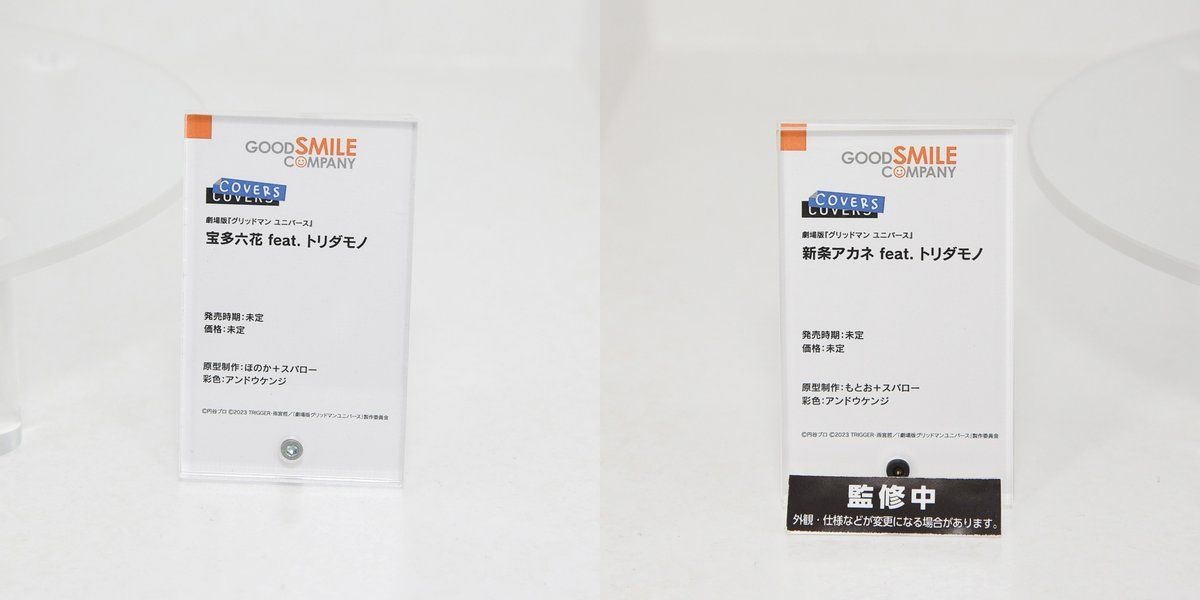 GOODSMILE
COMPANY
COVERS
COVERS
劇場版『グリッドマン ユニバース』
宝多六花 feat. トリダモノ
発売時期：未定
価格：未定
原型制作：ほのか＋スパロー
彩色：アンドウケンジ
©円谷プロ ©2023 TRIGGER・雨宮哲／「劇場版グリッドマンユニバース」製作委員会
GOODSMILE
COMPANY
COVERS
COVERS
劇場版『グリッドマン ユニバース』
新条アカネ feat. トリダモノ
発売時期：未定
価格：未定
原型制作：もとお＋スパロー
彩色：アンドウケンジ
©円谷プロ ©2023 TRIGGER・雨宮哲／「劇場版グリッドマンユニバース」製作委員会
監修中
外観・仕様などが変更になる場合があります。